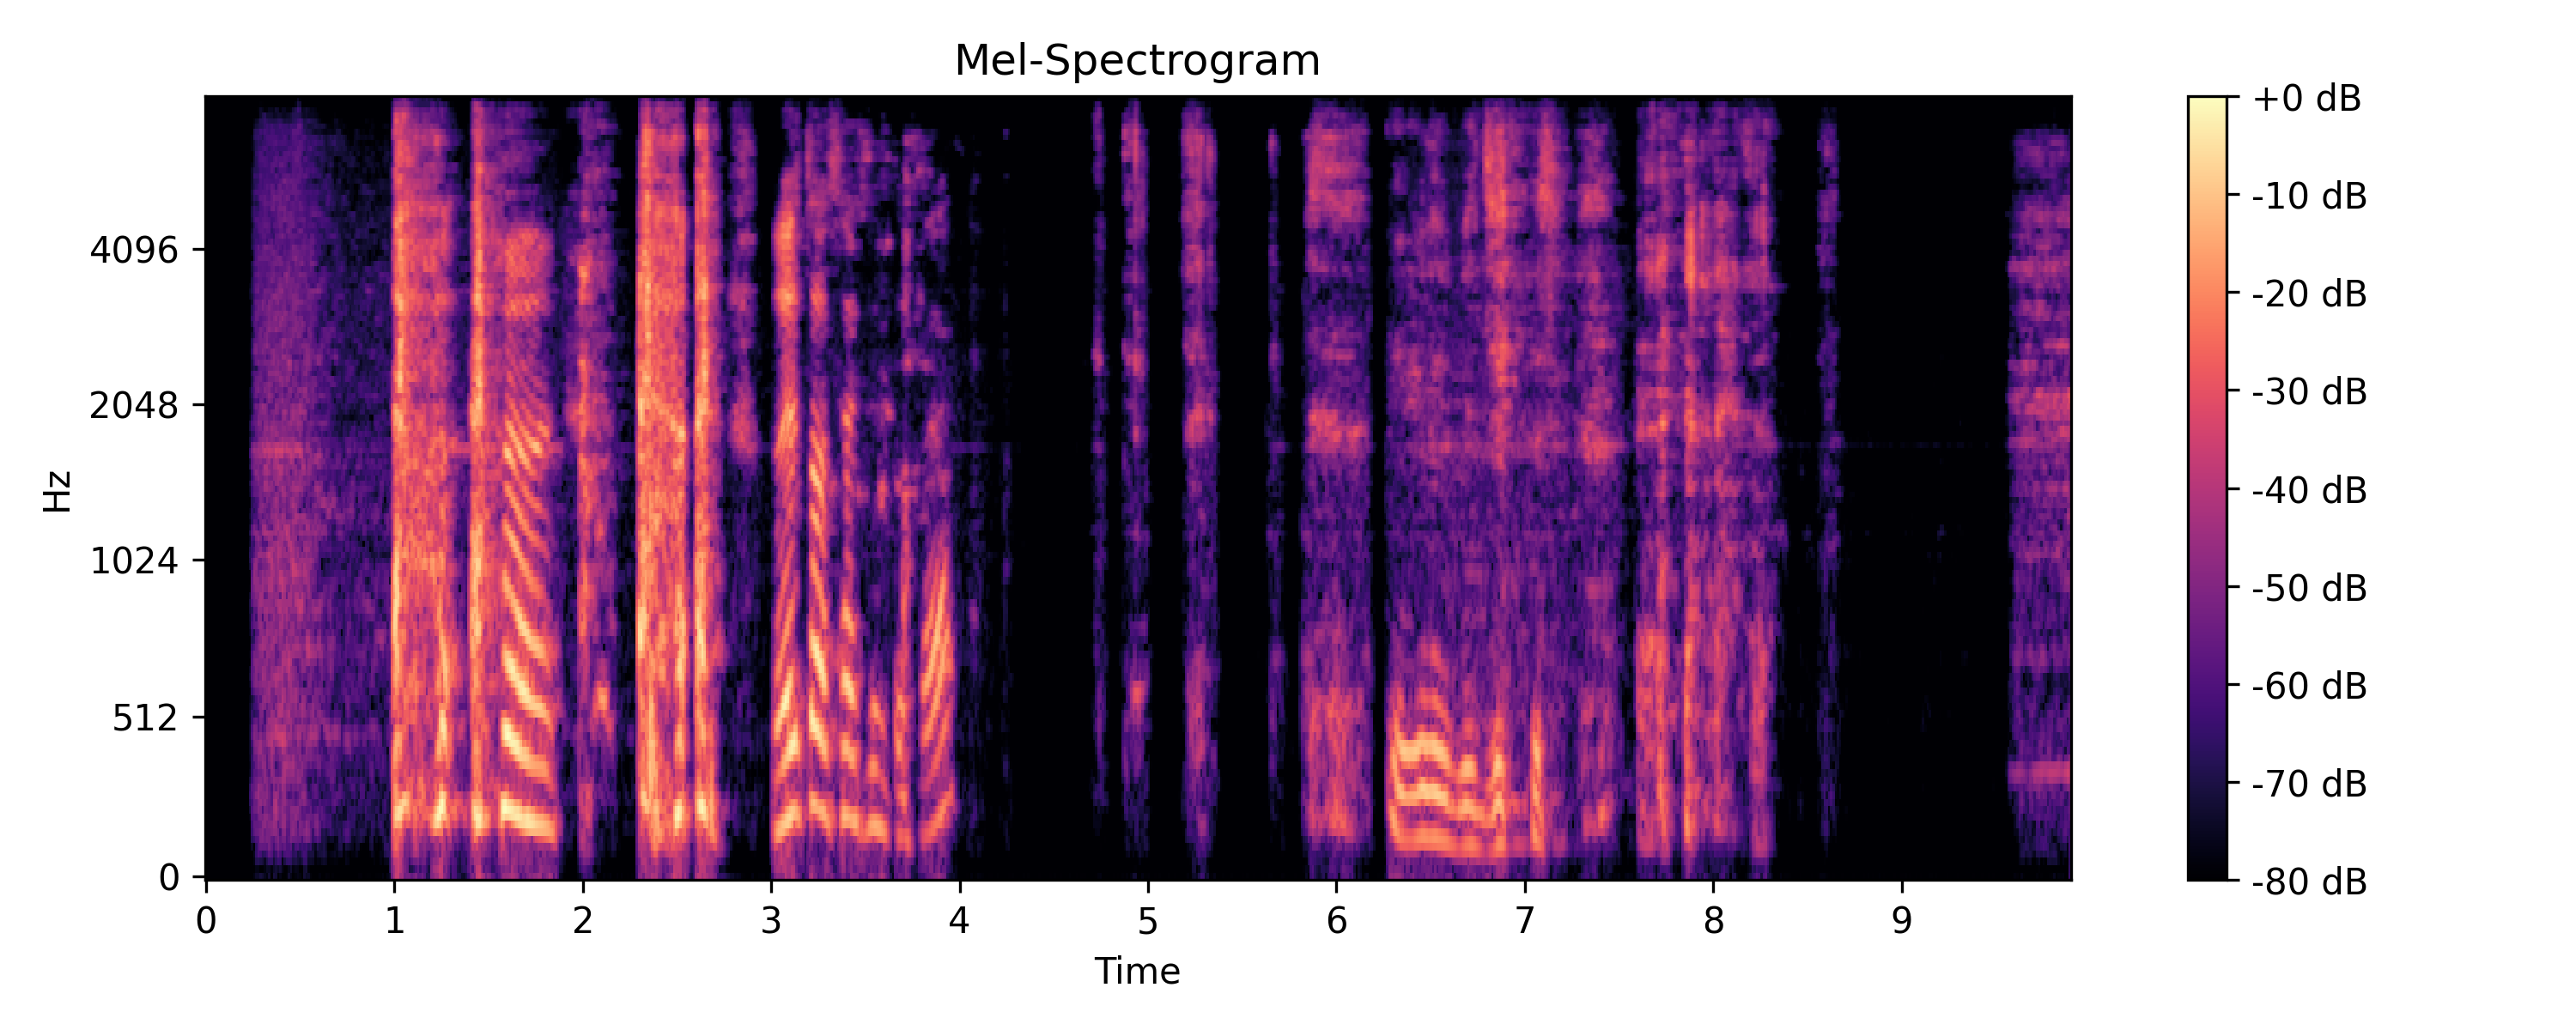 Mel-Spectrogram
Hz
4096
2048
1024
512
0
0 1 2 3 4 5 6 7 8 9
Time
+0 dB
-10 dB
-20 dB
-30 dB
-40 dB
-50 dB
-60 dB
-70 dB
-80 dB